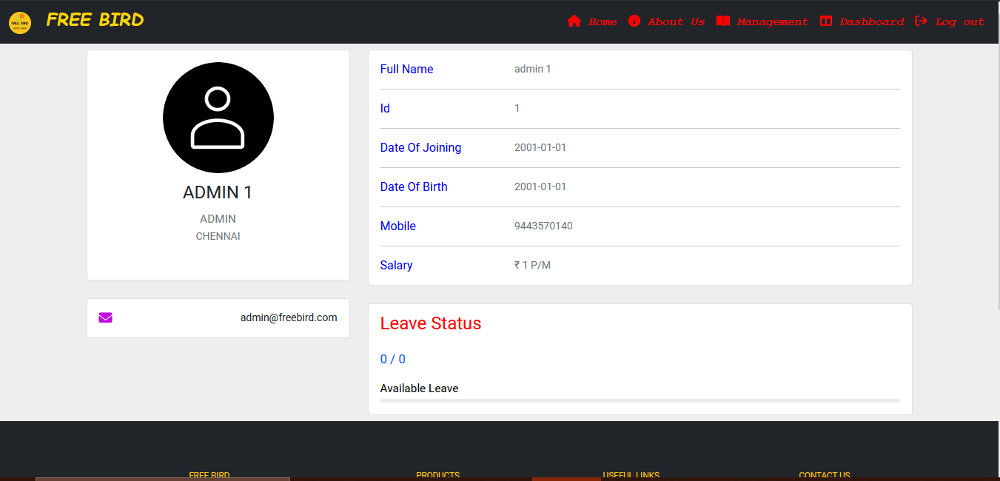 FREE BIRD
Home About Us Management Dashboard Log out
ADMIN 1
ADMIN
CHENNAI
admin@freebird.com
Full Name admin 1
Id 1
Date Of Joining 2001-01-01
Date Of Birth 2001-01-01
Mobile 9443570140
Salary ₹ 1 P/M
Leave Status
0 / 0
Available Leave
FREE BIRD PRODUCTS USEFUL LINKS CONTACT US